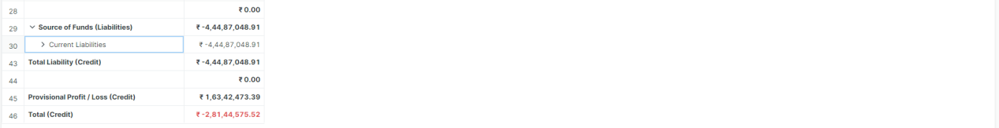 28 ₹ 0.00
29 Source of Funds (Liabilities) ₹ -4,44,87,048.91
30 Current Liabilities ₹ -4,44,87,048.91
43 Total Liability (Credit) ₹ -4,44,87,048.91
44 ₹ 0.00
45 Provisional Profit / Loss (Credit) ₹ 1,63,42,473.39
46 Total (Credit) ₹ -2,81,44,575.52